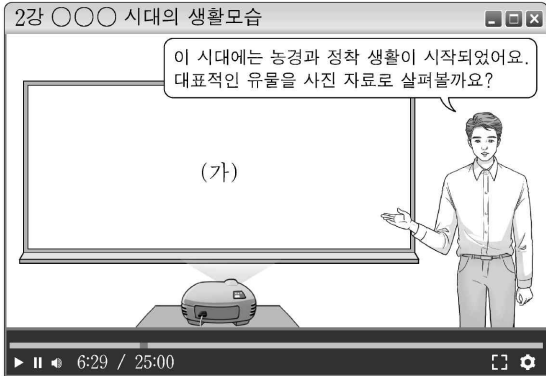 2강 ○○○ 시대의 생활모습
이 시대에는 농경과 정착 생활이 시작되었어요.
대표적인 유물을 사진 자료로 살펴볼까요?
(가)
6:29 / 25:00